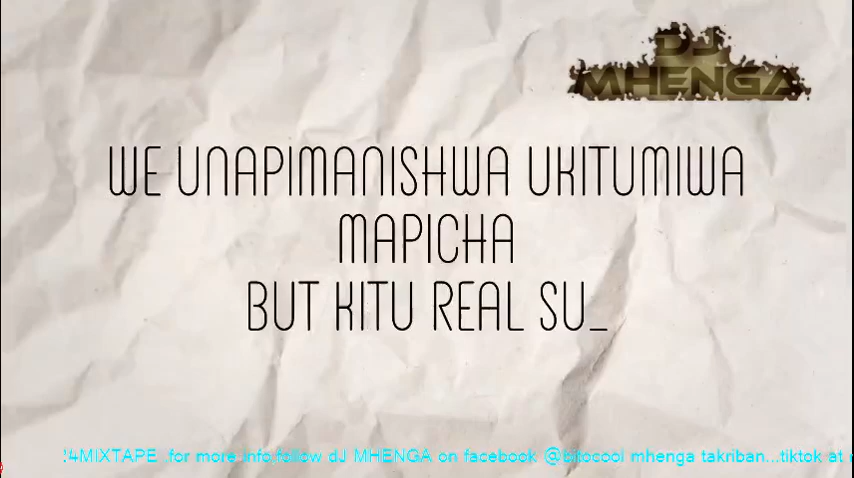 DJ
MHENGA
WE UNAPIMANISHWA UKITUMIWA
MAPICHA
BUT KITU REAL SU_
24MIXTAPE .for more info,follow dJ MHENGA on facebook @bitocool mhenga takriban...tiktok at